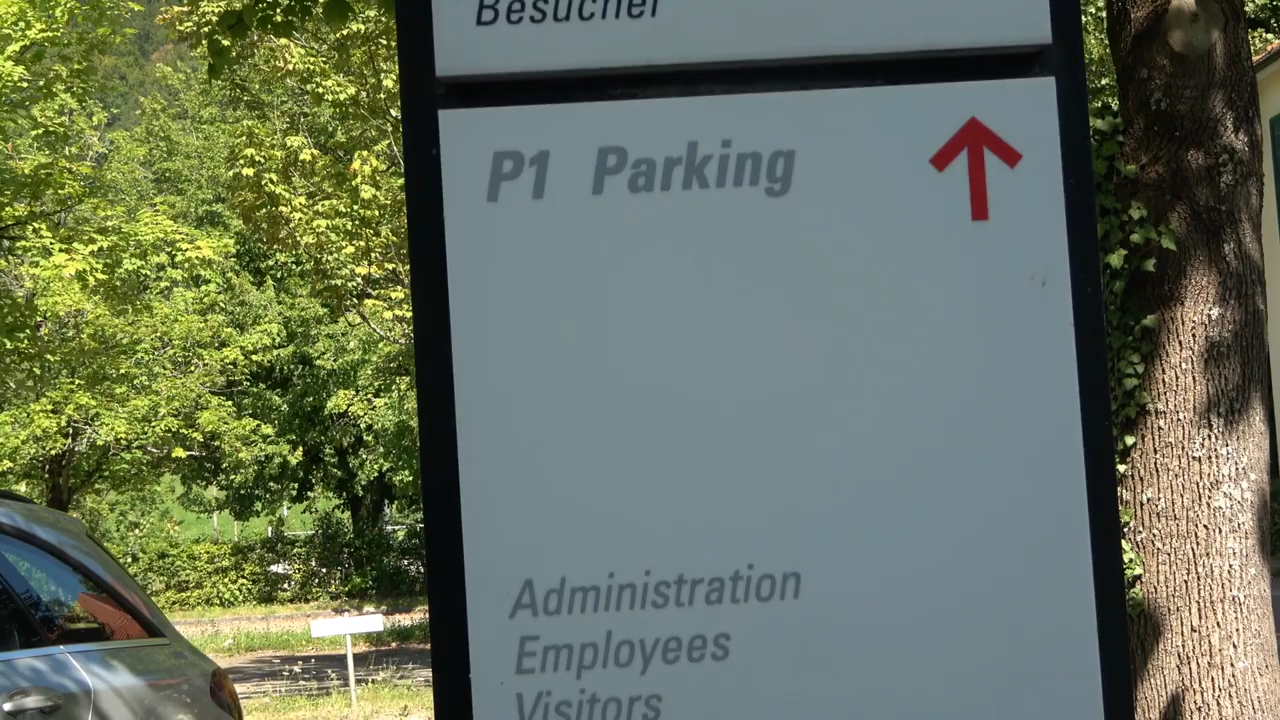 Besucher
P1 Parking
Administration
Employees
Visitors